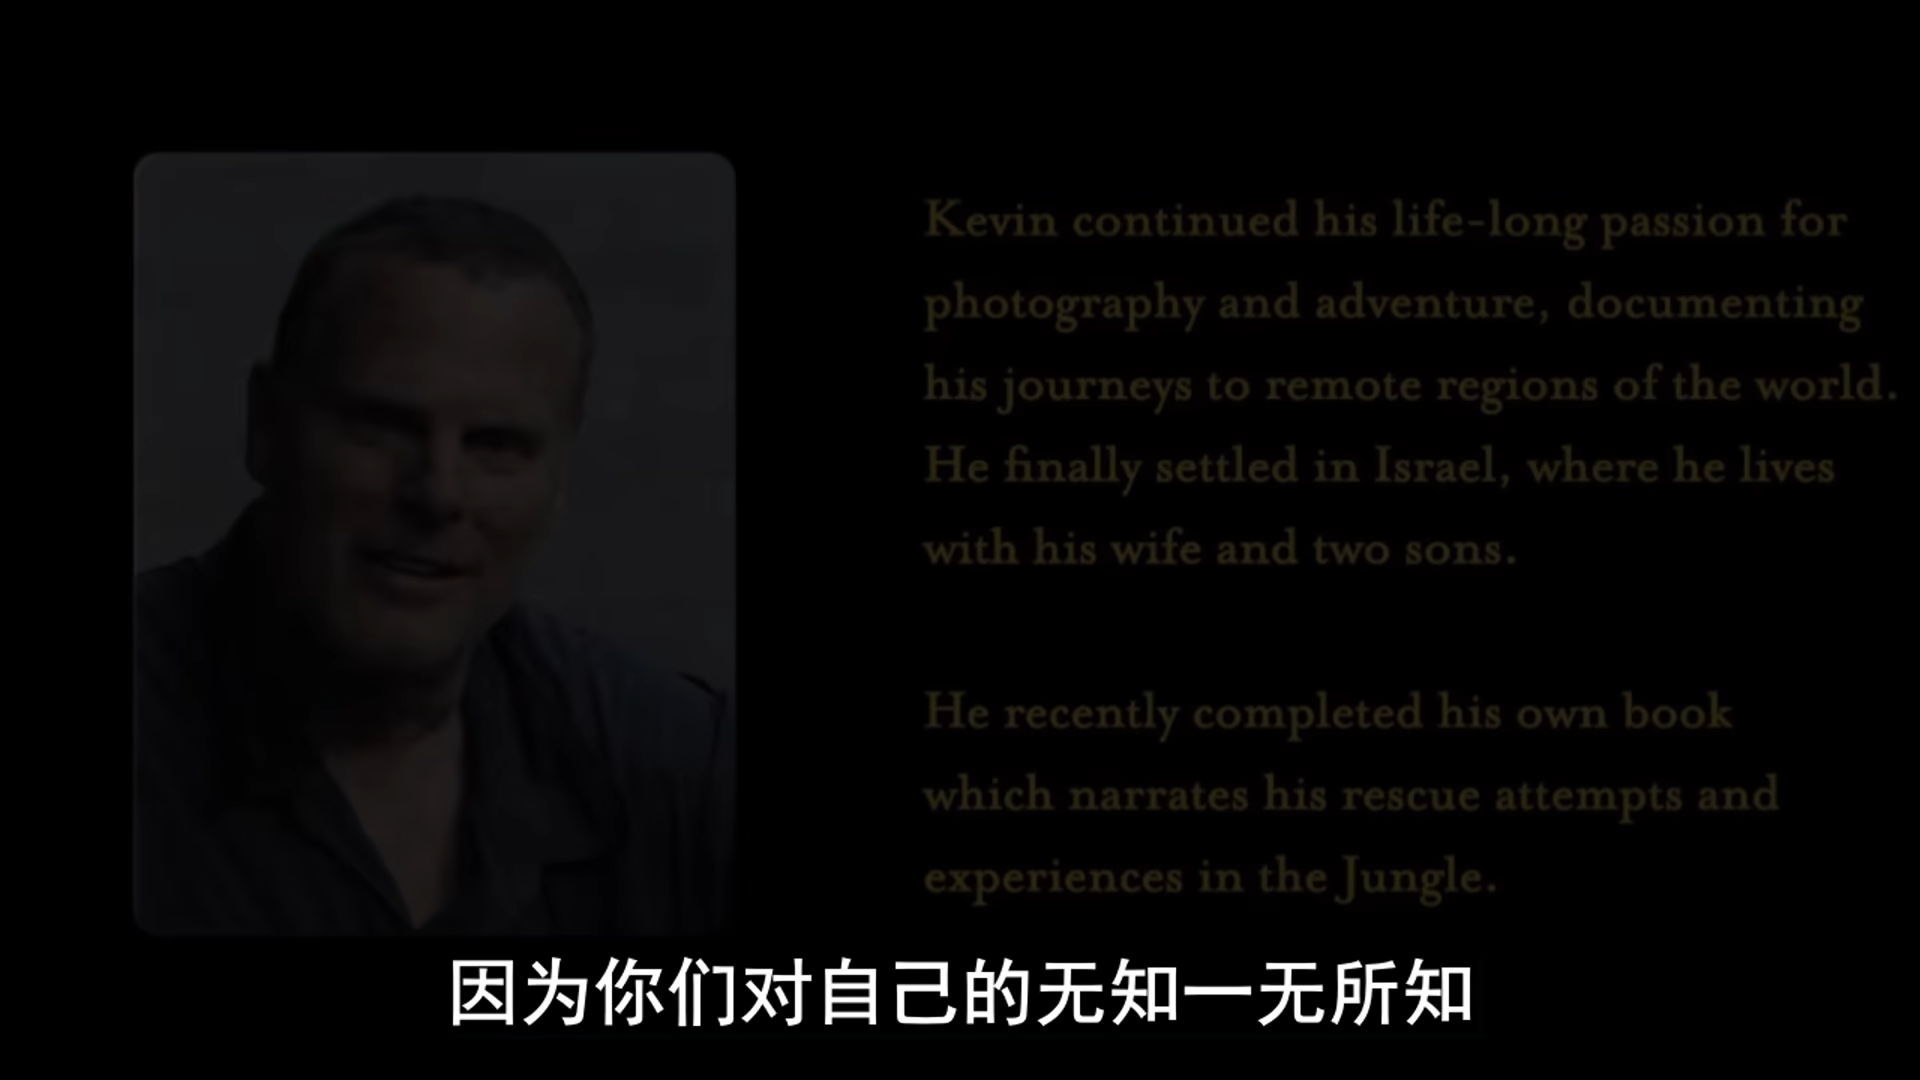 Kevin continued his life-long passion for
photography and adventure, documenting
his journeys to remote regions of the world.
He finally settled in Israel, where he lives
with his wife and two sons.
He recently completed his own book
which narrates his rescue attempts and
experiences in the Jungle.
因为你们对自己的无知一无所知